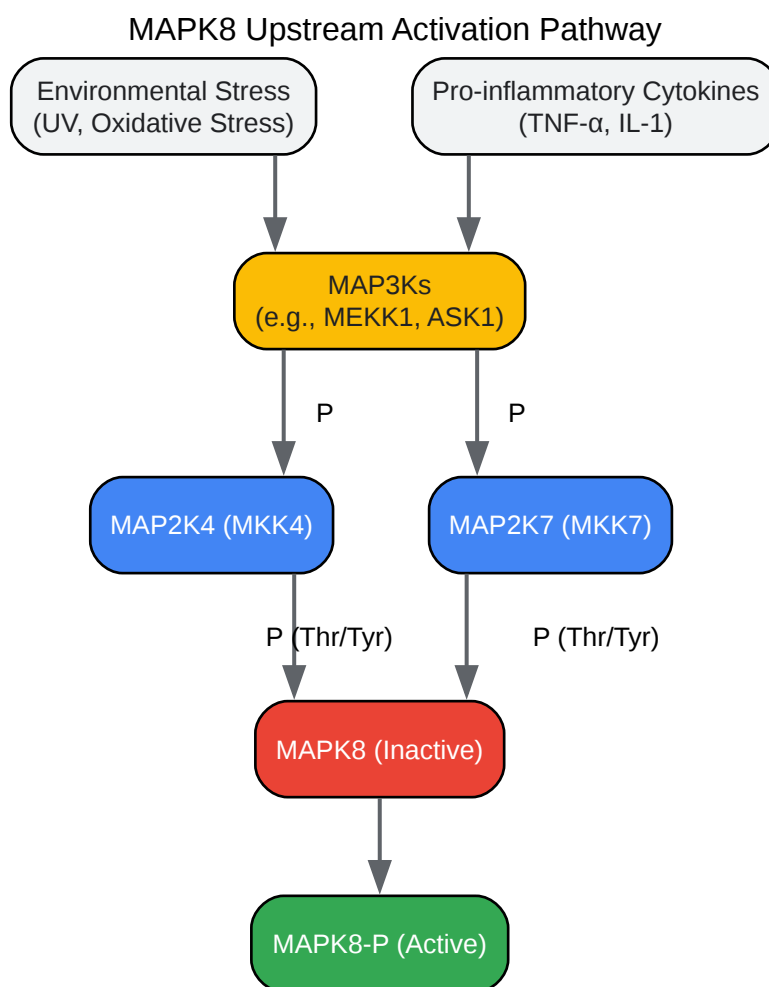 MAPK8 Upstream Activation Pathway
Environmental Stress
(UV, Oxidative Stress)
Pro-inflammatory Cytokines
(TNF-α, IL-1)
MAP3Ks
(e.g., MEKK1, ASK1)
P
P
MAP2K4 (MKK4)
MAP2K7 (MKK7)
P (Thr/Tyr)
P (Thr/Tyr)
MAPK8 (Inactive)
MAPK8-P (Active)